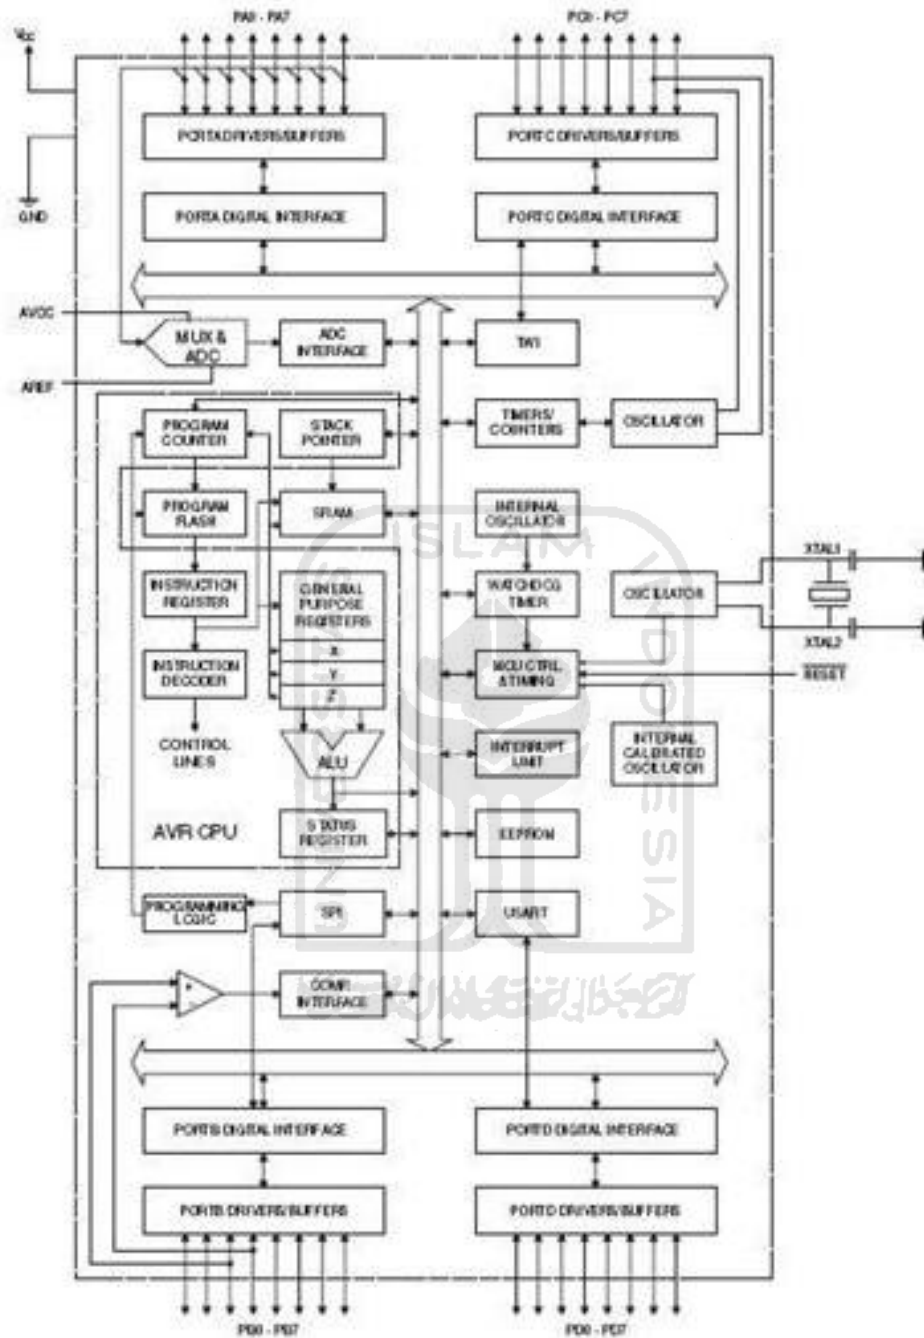 PA0 - PA7
PC0 - PC7
VCC
PORTA DRIVERS/BUFFERS
PORTC DRIVERS/BUFFERS
GND
PORTA DIGITAL INTERFACE
PORTC DIGITAL INTERFACE
AVCC
MUX &
ADC
ADC
INTERFACE
TWI
AREF
PROGRAM
COUNTER
STACK
POINTER
TIMERS/
COUNTERS
OSCILLATOR
PROGRAM
FLASH
SRAM
INTERNAL
OSCILLATOR
XTAL1
INSTRUCTION
REGISTER
GENERAL
PURPOSE
REGISTERS
WATCHDOG
TIMER
OSCILLATOR
X
Y
Z
XTAL2
INSTRUCTION
DECODER
MCU CTRL.
& TIMING
RESET
CONTROL
LINES
ALU
INTERRUPT
UNIT
INTERNAL
CALIBRATED
OSCILLATOR
AVR CPU
STATUS
REGISTER
EEPROM
PROGRAMMING
LOGIC
SPI
USART
+
-
COMP.
INTERFACE
PORTB DIGITAL INTERFACE
PORTD DIGITAL INTERFACE
PORTB DRIVERS/BUFFERS
PORTD DRIVERS/BUFFERS
PB0 - PB7
PD0 - PD7
UNIVERSITAS
ISLAM
INDONESIA